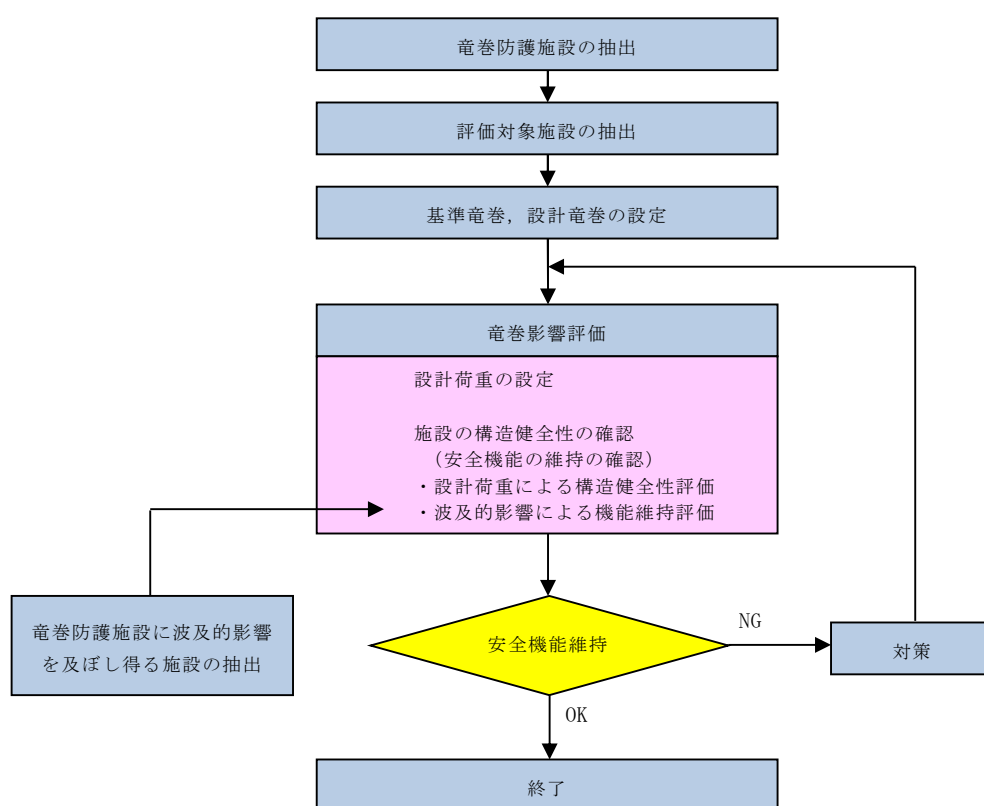 竜巻防護施設の抽出
評価対象施設の抽出
基準竜巻，設計竜巻の設定
竜巻影響評価
設計荷重の設定
施設の構造健全性の確認
（安全機能の維持の確認）
・設計荷重による構造健全性評価
・波及的影響による機能維持評価
竜巻防護施設に波及的影響
を及ぼし得る施設の抽出
安全機能維持
NG
対策
OK
終了